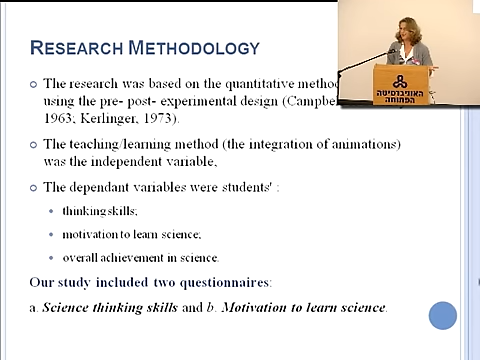 RESEARCH METHODOLOGY
The research was based on the quantitative metho
using the pre- post- experimental design (Campbe
1963; Kerlinger, 1973).
The teaching/learning method (the integration of animations)
was the independent variable,
The dependant variables were students' :
thinking skills;
motivation to learn science;
overall achievement in science.
Our study included two questionnaires:
a. Science thinking skills and b. Motivation to learn science.
האוניברסיטה
הפתוחה